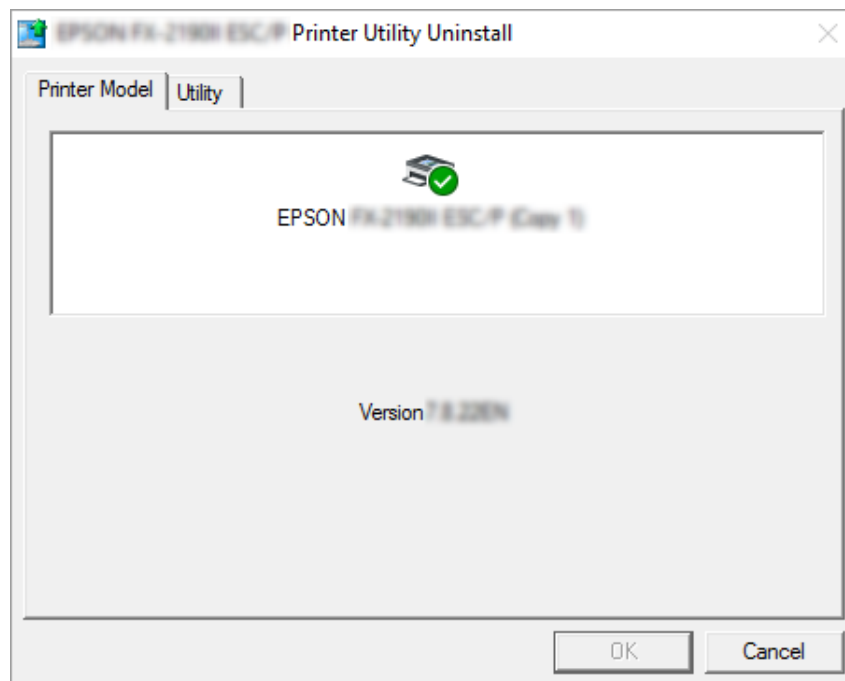 Printer Utility Uninstall
Printer Model
Utility
EPSON
Version
OK
Cancel